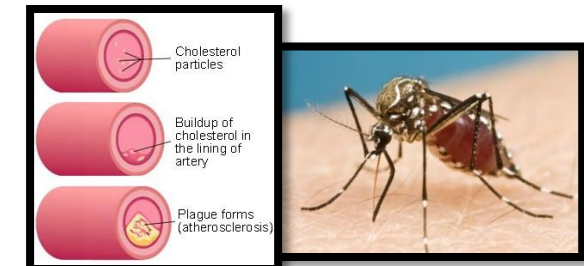 Cholesterol
particles
Buildup of
cholesterol in
the lining of
artery
Plague forms
(atherosclerosis)